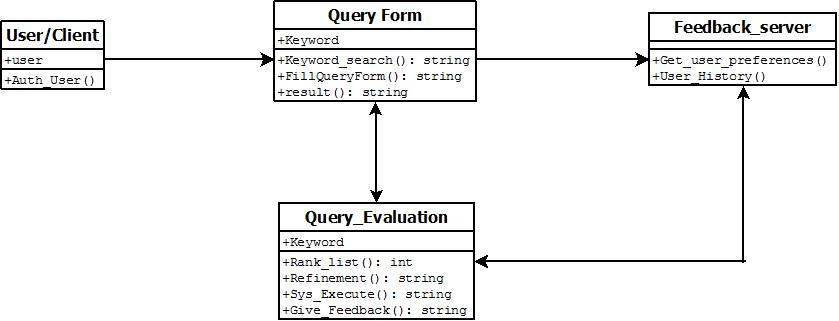 User/Client
+user
+Auth_User()
Query Form
+Keyword
+Keyword_search(): string
+FillQueryForm(): string
+result(): string
Feedback_server
+Get_user_preferences()
+User_History()
Query_Evaluation
+Keyword
+Rank_list(): int
+Refinement(): string
+Sys_Execute(): string
+Give_Feedback(): string